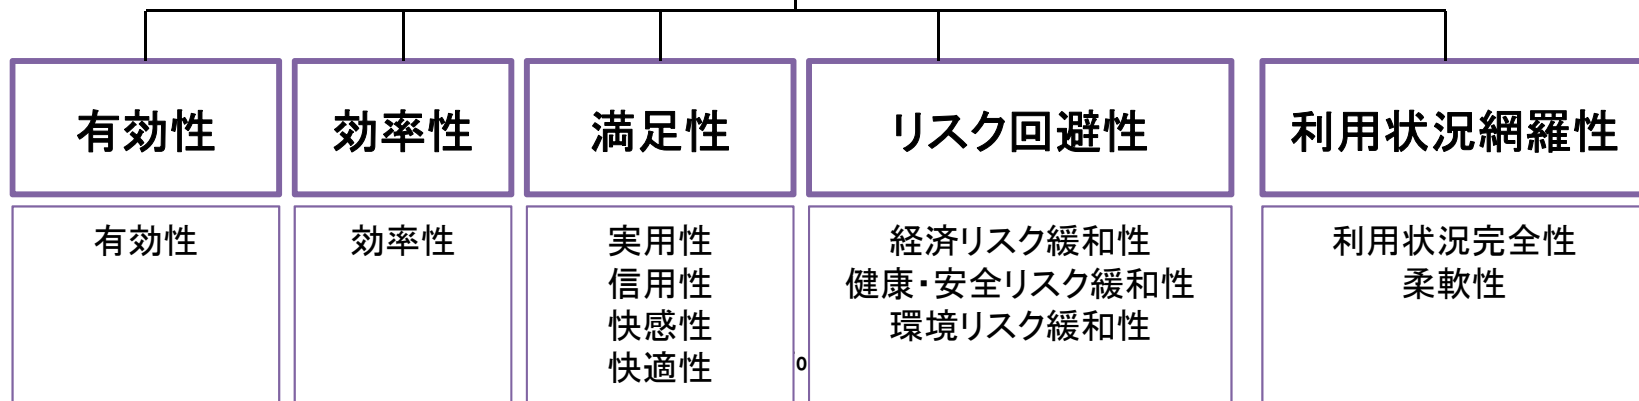 有効性
効率性
満足性
リスク回避性
利用状況網羅性
有効性
効率性
実用性
信用性
快感性
快適性
経済リスク緩和性
健康・安全リスク緩和性
環境リスク緩和性
利用状況完全性
柔軟性